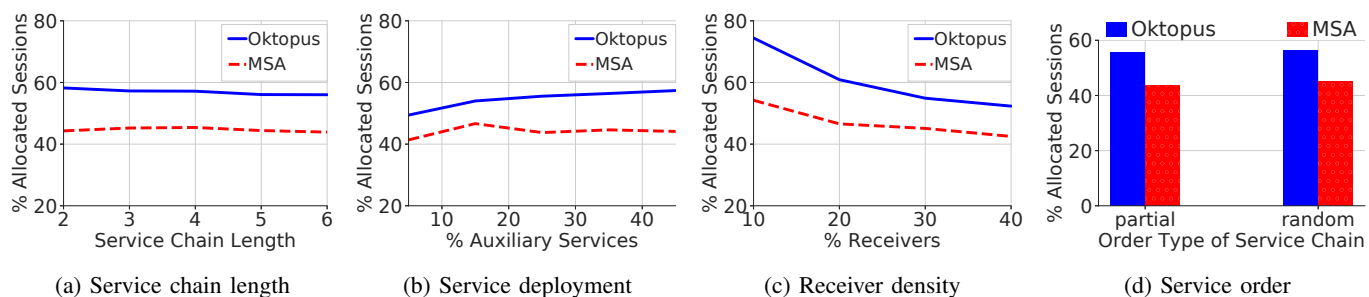 % Allocated Sessions
80
60
40
20
2
3
4
5
6
Service Chain Length
Oktopus
MSA
(a) Service chain length
% Allocated Sessions
80
60
40
20
10
20
30
40
% Auxiliary Services
Oktopus
MSA
(b) Service deployment
% Allocated Sessions
80
60
40
20
10
20
30
40
% Receivers
Oktopus
MSA
(c) Receiver density
% Allocated Sessions
60
40
20
0
partial
random
Order Type of Service Chain
Oktopus
MSA
(d) Service order